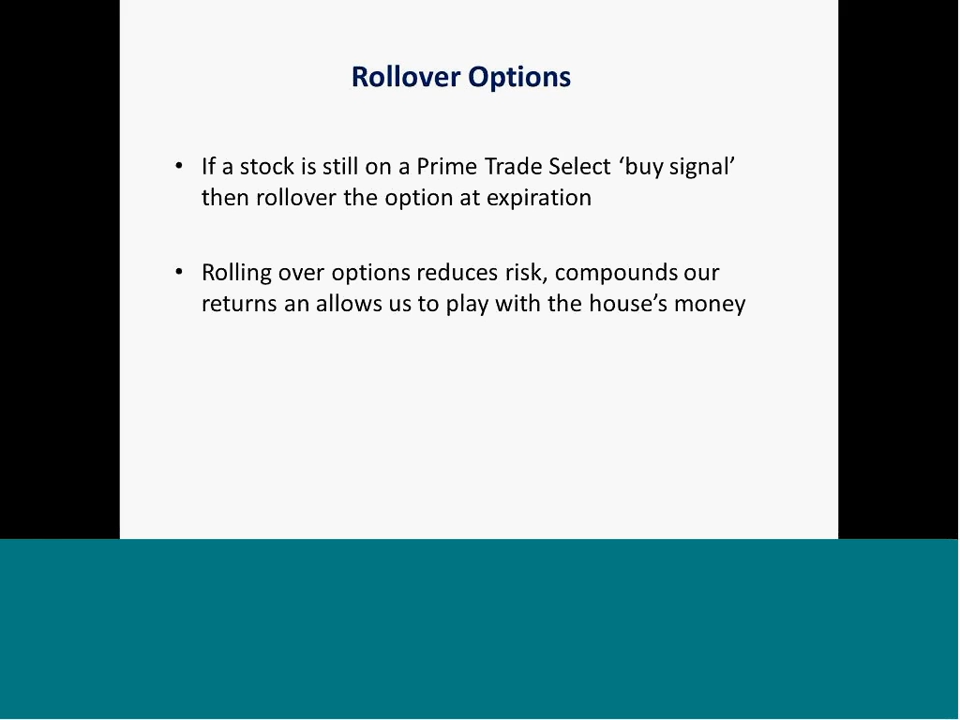 Rollover Options
• If a stock is still on a Prime Trade Select ‘buy signal’
then rollover the option at expiration
• Rolling over options reduces risk, compounds our
returns an allows us to play with the house’s money